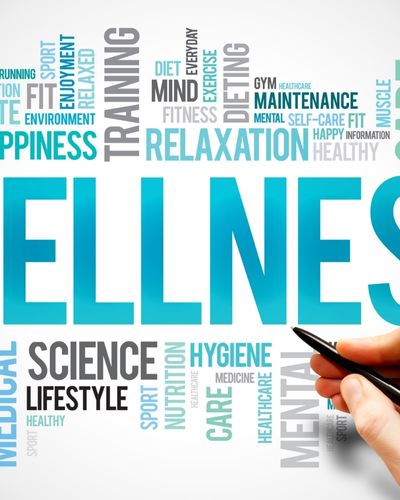 RUNNING
SPORT
ENJOYMENT
RELAXED
TRAINING
DIET
EVERYDAY
EXERCISE
DIETING
GYM
HEALTHCARE
FIT
MIND
MAINTENANCE
MUSCLE
ENVIRONMENT
FITNESS
MENTAL
SELF-CARE
FIT
PPINESS
RELAXATION
HAPPY
INFORMATION
HEALTHY
ELLNES
MEDICAL
SCIENCE
LIFESTYLE
HEALTHY
SPORT
SPORT
NUTRITION
HYGIENE
HEALTHCARE
MEDICINE
CARE
HEALTHCARE
MENTAL
HEALTHCARE
SPORT